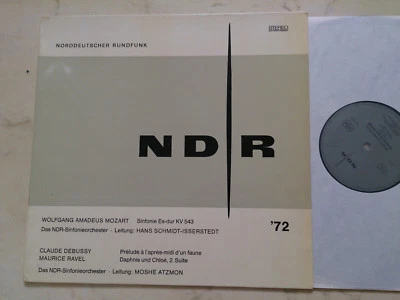 NORDDEUTSCHER RUNDFUNK
STEREO
NDR
WOLFGANG AMADEUS MOZART Sinfonie Es-dur KV 543
Das NDR-Sinfonieorchester · Leitung: HANS SCHMIDT-ISSERSTEDT
'72
CLAUDE DEBUSSY Prélude à l'après-midi d'un faune
MAURICE RAVEL Daphnis und Chloë, 2. Suite
Das NDR-Sinfonieorchester · Leitung: MOSHE ATZMON